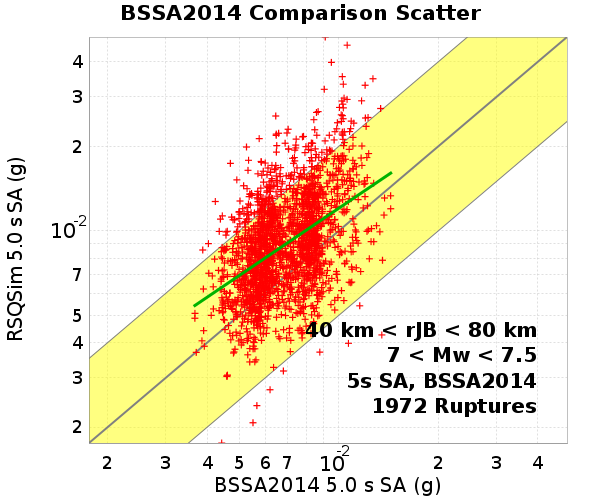 BSSA2014 Comparison Scatter
RSQSim 5.0 s SA (g)
4
3
2
10-2
7
5
4
3
2
40 km < rJB < 80 km
7 < Mw < 7.5
5s SA, BSSA2014
1972 Ruptures
2 3 4 5 6 7 10-2 2 3 4
BSSA2014 5.0 s SA (g)